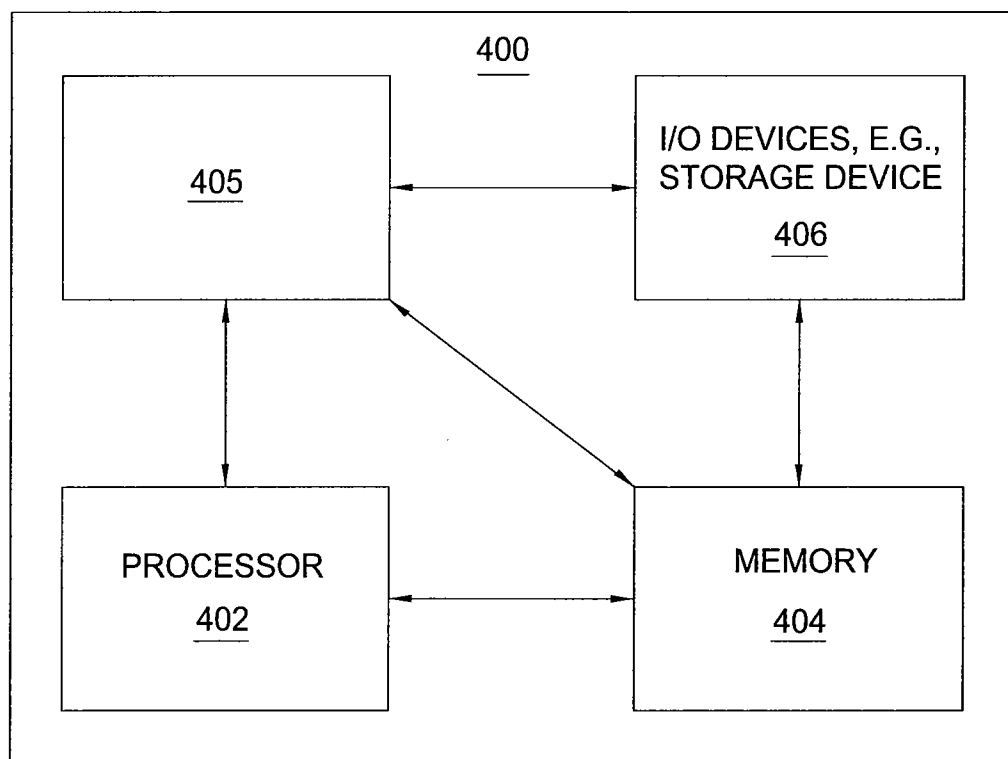 400
405
I/O DEVICES, E.G.,
STORAGE DEVICE
406
PROCESSOR
402
MEMORY
404